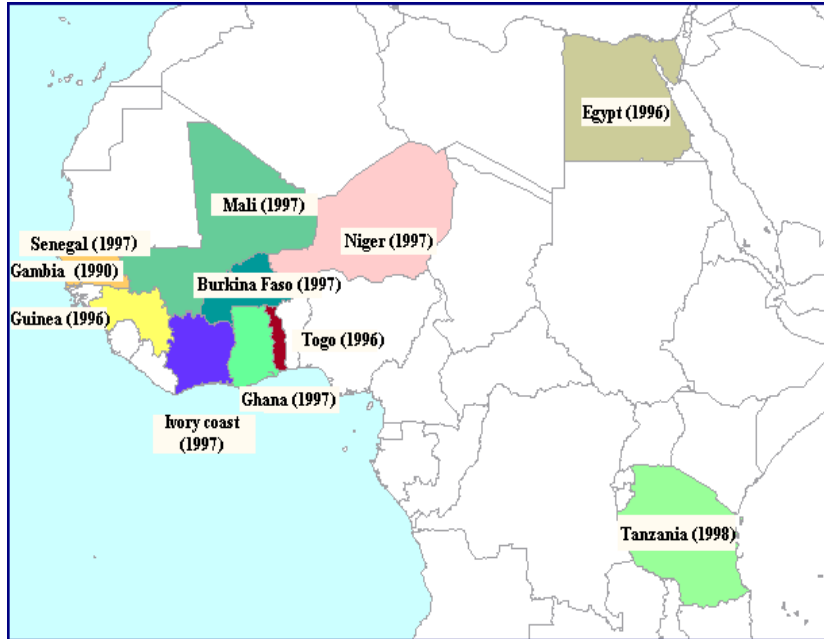 Egypt (1996)
Mali (1997)
Senegal (1997)
Niger (1997)
Gambia (1990)
Burkina Faso (1997)
Guinea (1996)
Togo (1996)
Ghana (1997)
Ivory coast
(1997)
Tanzania (1998)